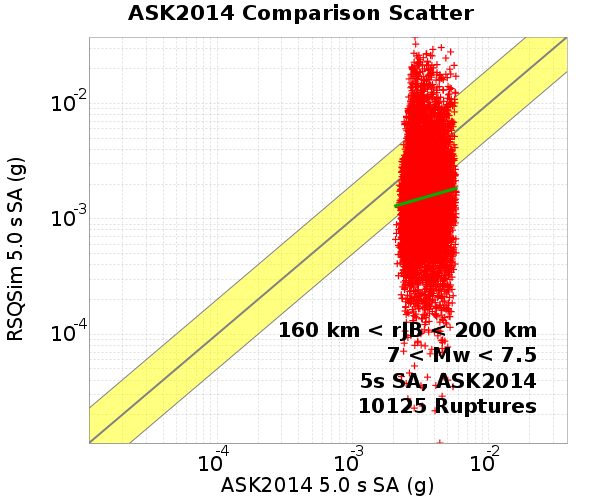 ASK2014 Comparison Scatter
RSQSim 5.0 s SA (g)
10-2
10-3
10-4
160 km < rJB < 200 km
7 < Mw < 7.5
5s SA, ASK2014
10125 Ruptures
10-4 10-3 10-2
ASK2014 5.0 s SA (g)